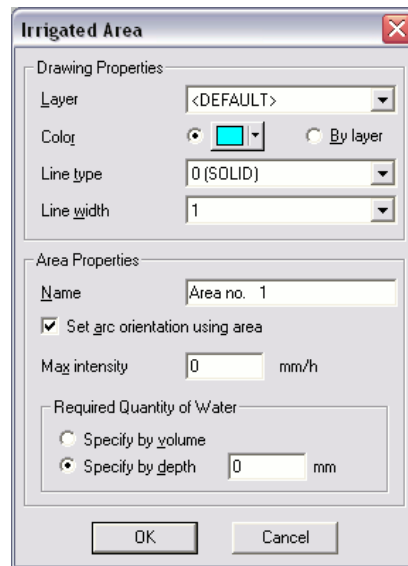 Irrigated Area
Drawing Properties
Layer <DEFAULT>
Color By layer
Line type 0 (SOLID)
Line width 1
Area Properties
Name Area no. 1
Set arc orientation using area
Max intensity 0 mm/h
Required Quantity of Water
Specify by volume
Specify by depth 0 mm
OK Cancel